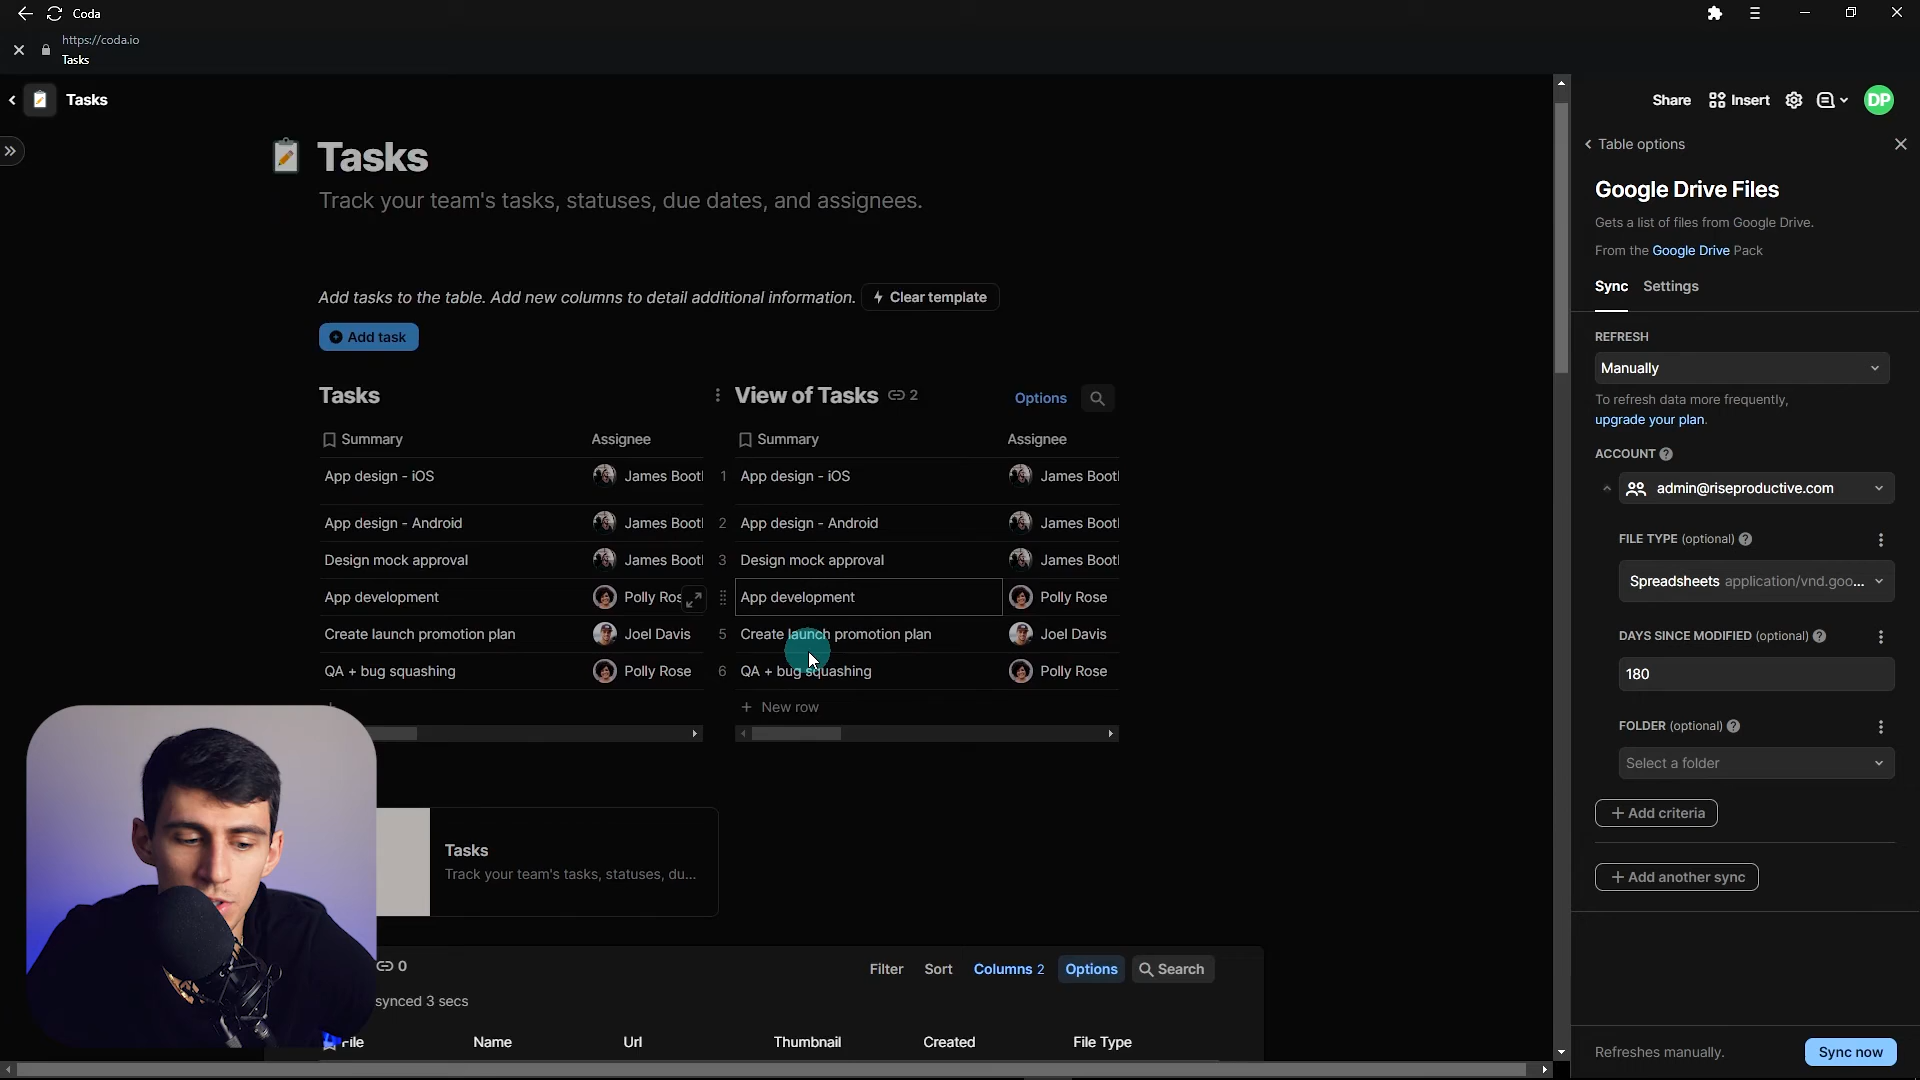 Coda
https://coda.io
Tasks
Tasks
Share
Insert
DP
Tasks
Track your team's tasks, statuses, due dates, and assignees.
Add tasks to the table. Add new columns to detail additional information.
Clear template
Add task
Tasks
Summary Assignee
App design - iOS James Boot
App design - Android James Boot
Design mock approval James Boot
App development Polly Ros
Create launch promotion plan Joel Davis
QA + bug squashing Polly Rose
View of Tasks 2
Options
Summary Assignee
1 App design - iOS James Boot
2 App design - Android James Boot
3 Design mock approval James Boot
App development Polly Rose
5 Create launch promotion plan Joel Davis
6 QA + bug squashing Polly Rose
+ New row
Tasks
Track your team's tasks, statuses, du...
0
Filter Sort Columns 2 Options Search
synced 3 secs
File Name Url Thumbnail Created File Type
Table options
Google Drive Files
Gets a list of files from Google Drive.
From the Google Drive Pack
Sync Settings
REFRESH
Manually
To refresh data more frequently,
upgrade your plan.
ACCOUNT ?
admin@riseproductive.com
FILE TYPE (optional) ?
Spreadsheets application/vnd.goo...
DAYS SINCE MODIFIED (optional) ?
180
FOLDER (optional) ?
Select a folder
+ Add criteria
+ Add another sync
Refreshes manually.
Sync now